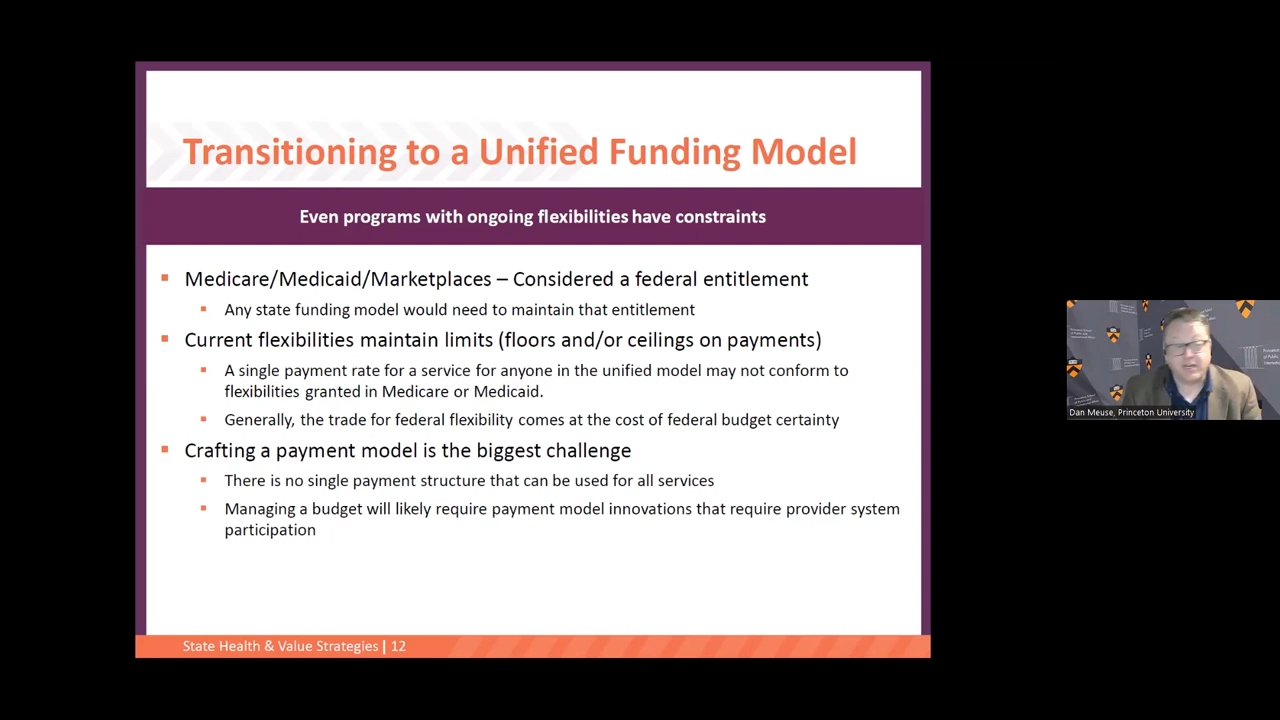 Transitioning to a Unified Funding Model
Even programs with ongoing flexibilities have constraints
Medicare/Medicaid/Marketplaces – Considered a federal entitlement
Any state funding model would need to maintain that entitlement
Current flexibilities maintain limits (floors and/or ceilings on payments)
A single payment rate for a service for anyone in the unified model may not conform to
flexibilities granted in Medicare or Medicaid.
Generally, the trade for federal flexibility comes at the cost of federal budget certainty
Crafting a payment model is the biggest challenge
There is no single payment structure that can be used for all services
Managing a budget will likely require payment model innovations that require provider system
participation
State Health & Value Strategies | 12
Dan Meuse, Princeton University